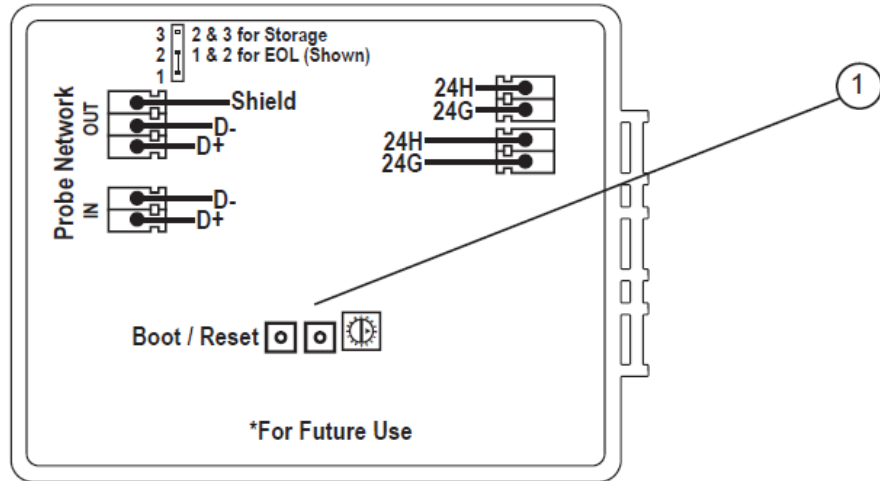 3 2 & 3 for Storage
2 1 & 2 for EOL (Shown)
1
Probe Network
OUT
Shield
D-
D+
IN
D-
D+
24H
24G
24H
24G
1
Boot / Reset
*For Future Use